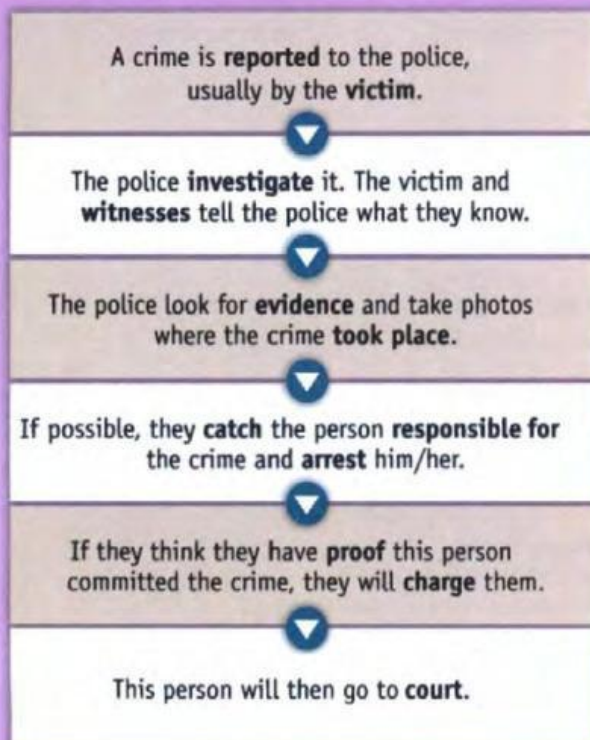 A crime is reported to the police,
usually by the victim.
The police investigate it. The victim and
witnesses tell the police what they know.
The police look for evidence and take photos
where the crime took place.
If possible, they catch the person responsible for
the crime and arrest him/her.
If they think they have proof this person
committed the crime, they will charge them.
This person will then go to court.